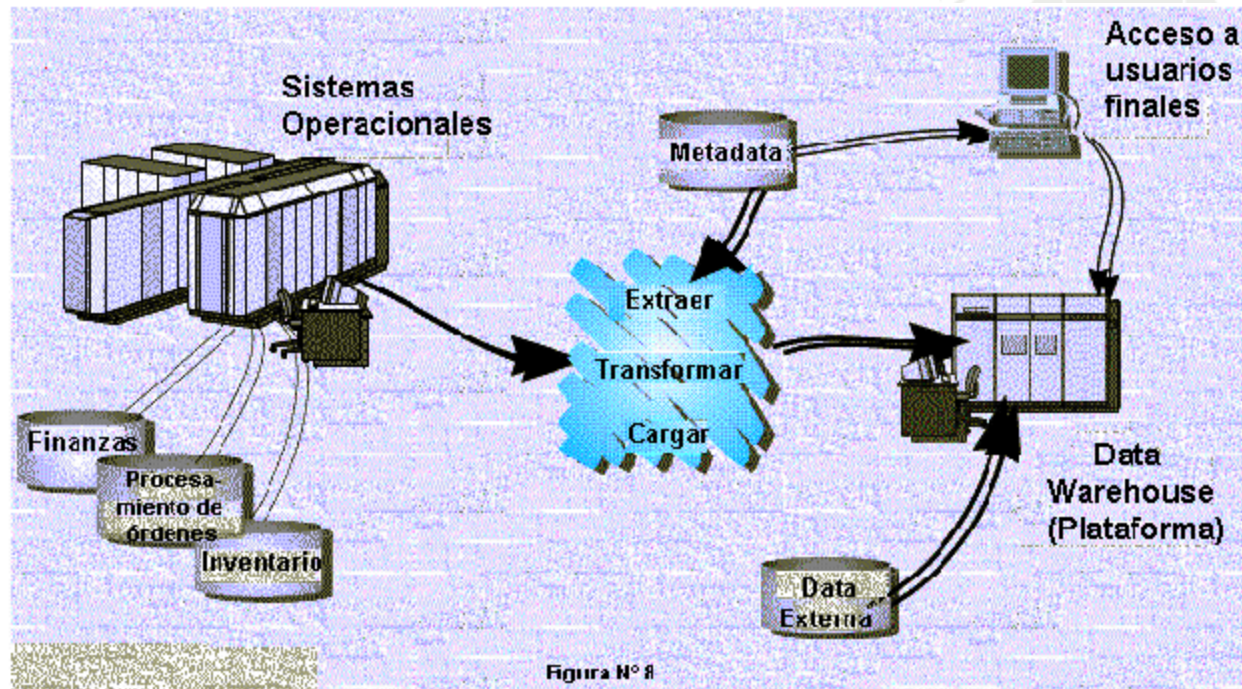 Sistemas
Operacionales
Finanzas
Procesa-
miento de
órdenes
Inventario
Metadata
Extraer
Transformar
Cargar
Acceso a
usuarios
finales
Data
Warehouse
(Plataforma)
Data
Externa
Figura Nº 8